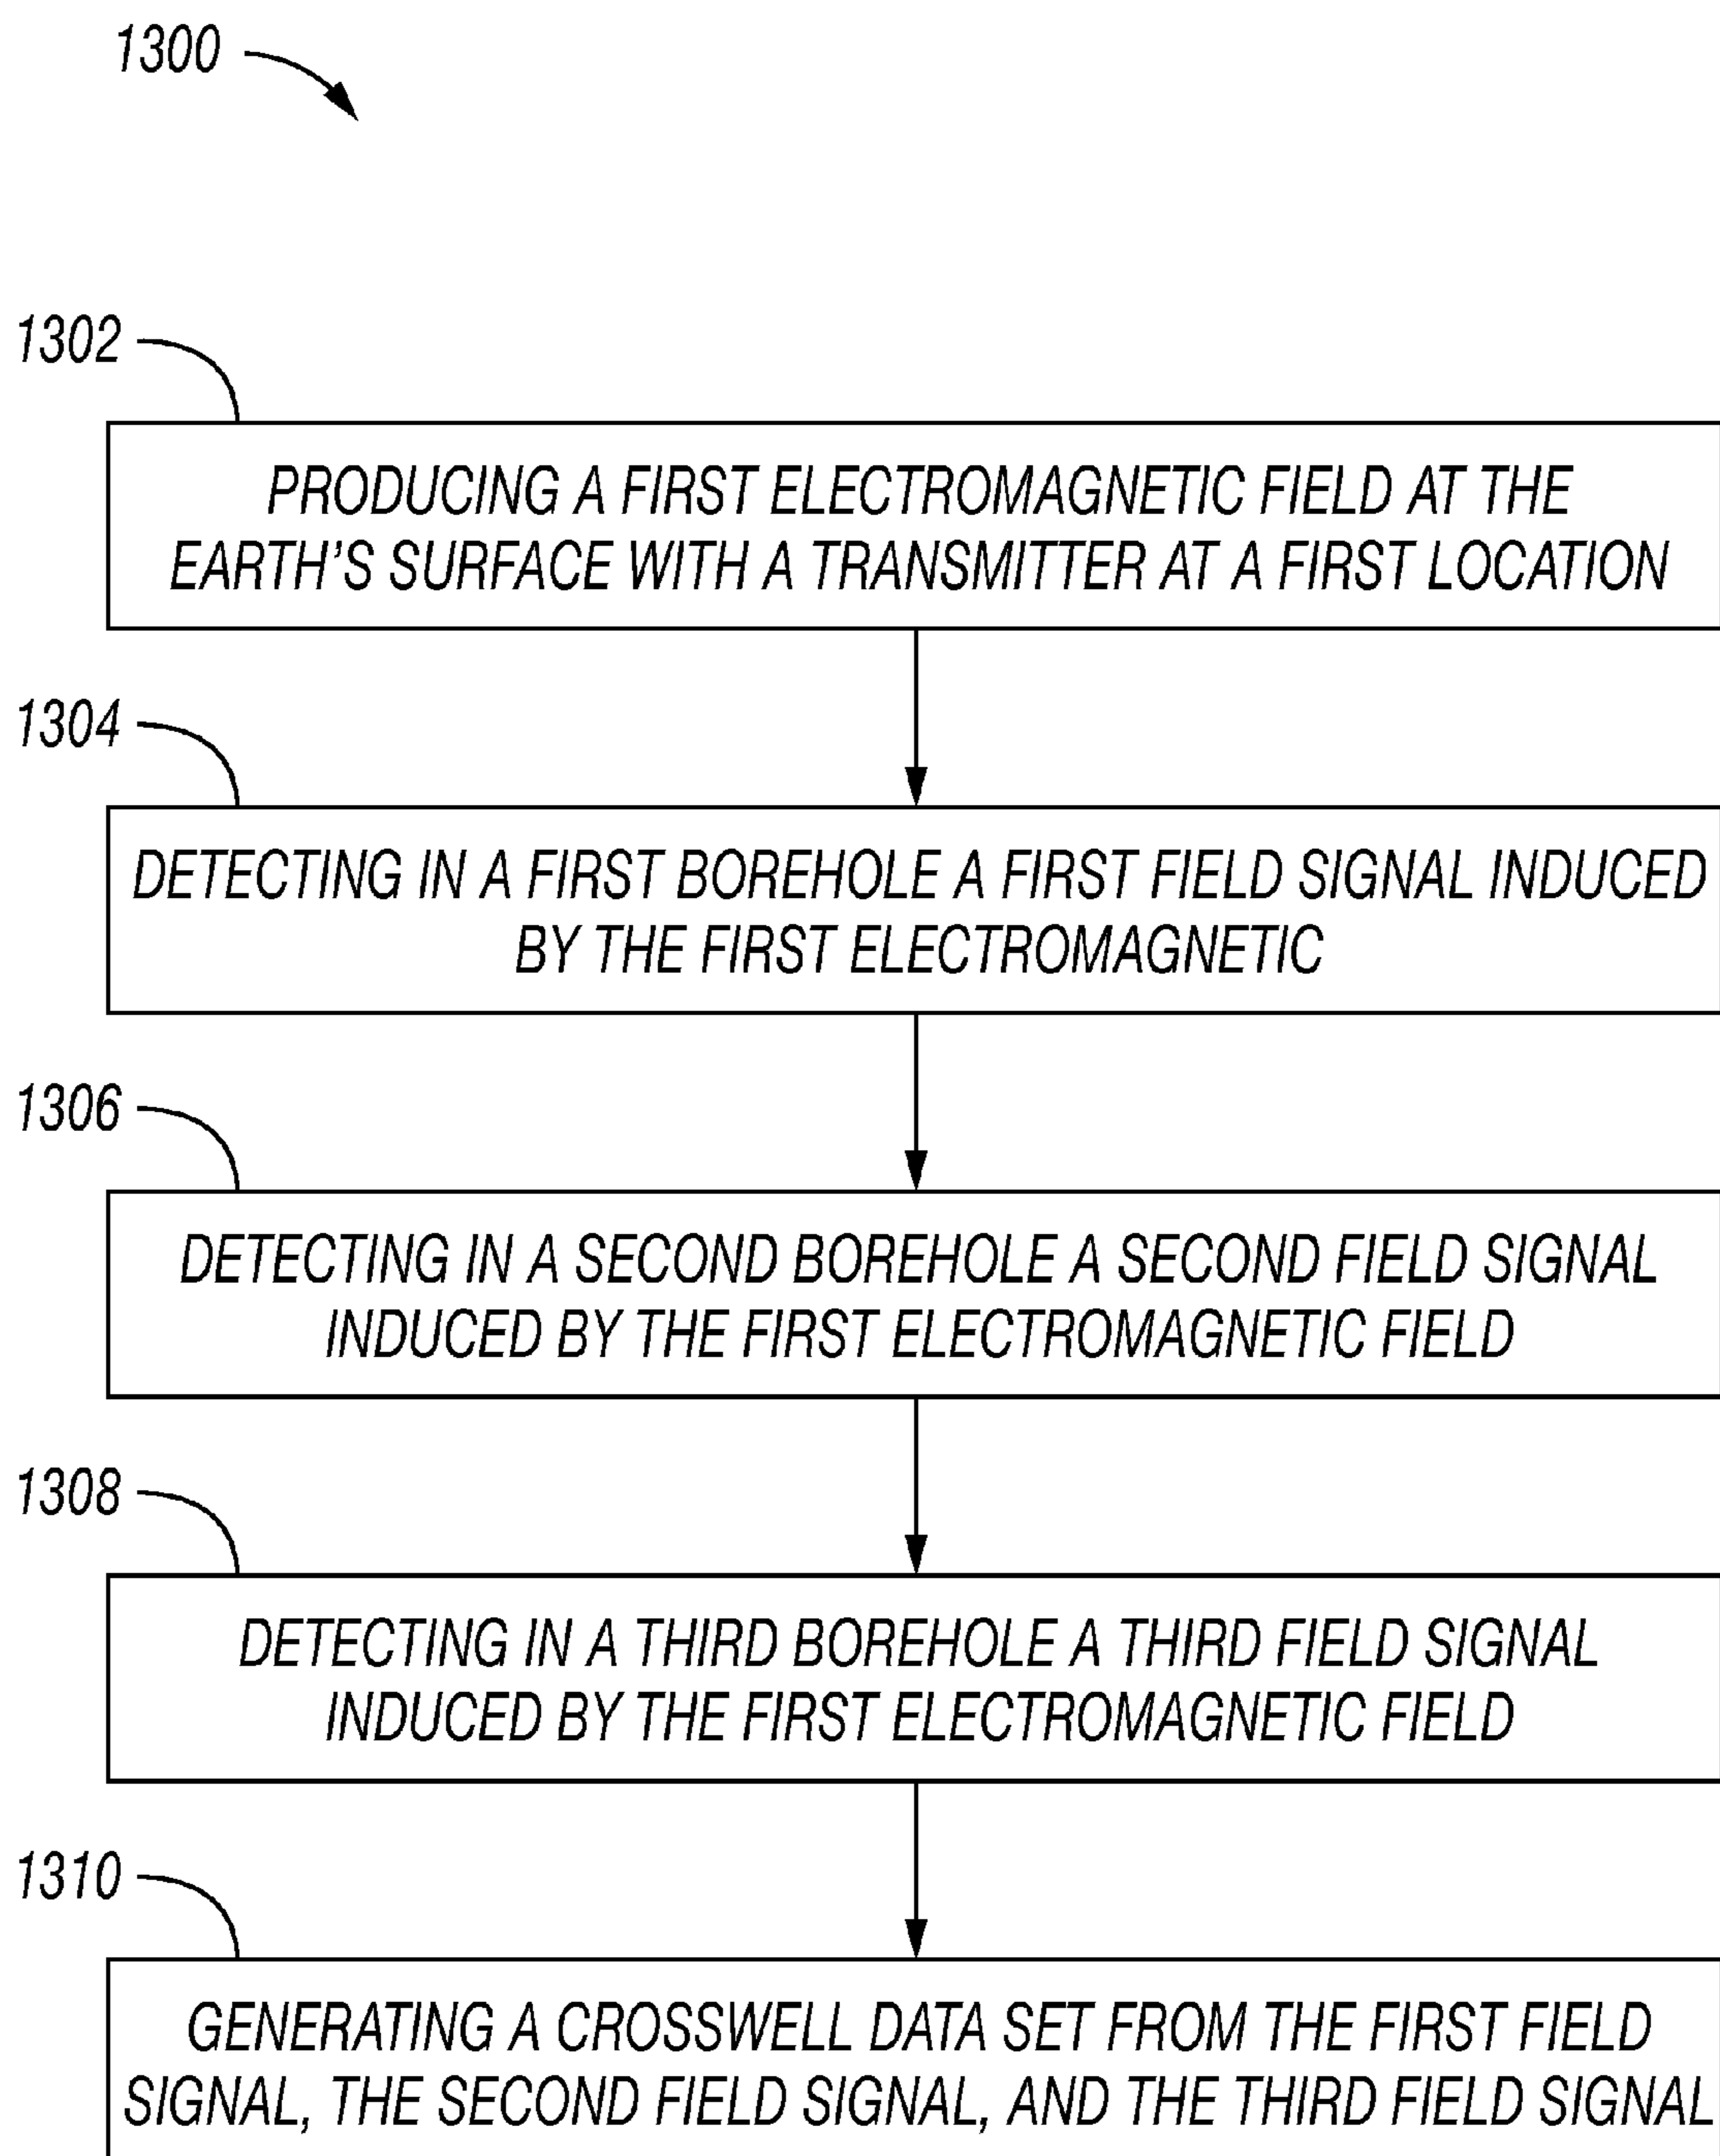 1300
1302
PRODUCING A FIRST ELECTROMAGNETIC FIELD AT THE
EARTH'S SURFACE WITH A TRANSMITTER AT A FIRST LOCATION
1304
DETECTING IN A FIRST BOREHOLE A FIRST FIELD SIGNAL INDUCED
BY THE FIRST ELECTROMAGNETIC
1306
DETECTING IN A SECOND BOREHOLE A SECOND FIELD SIGNAL
INDUCED BY THE FIRST ELECTROMAGNETIC FIELD
1308
DETECTING IN A THIRD BOREHOLE A THIRD FIELD SIGNAL
INDUCED BY THE FIRST ELECTROMAGNETIC FIELD
1310
GENERATING A CROSSWELL DATA SET FROM THE FIRST FIELD
SIGNAL, THE SECOND FIELD SIGNAL, AND THE THIRD FIELD SIGNAL